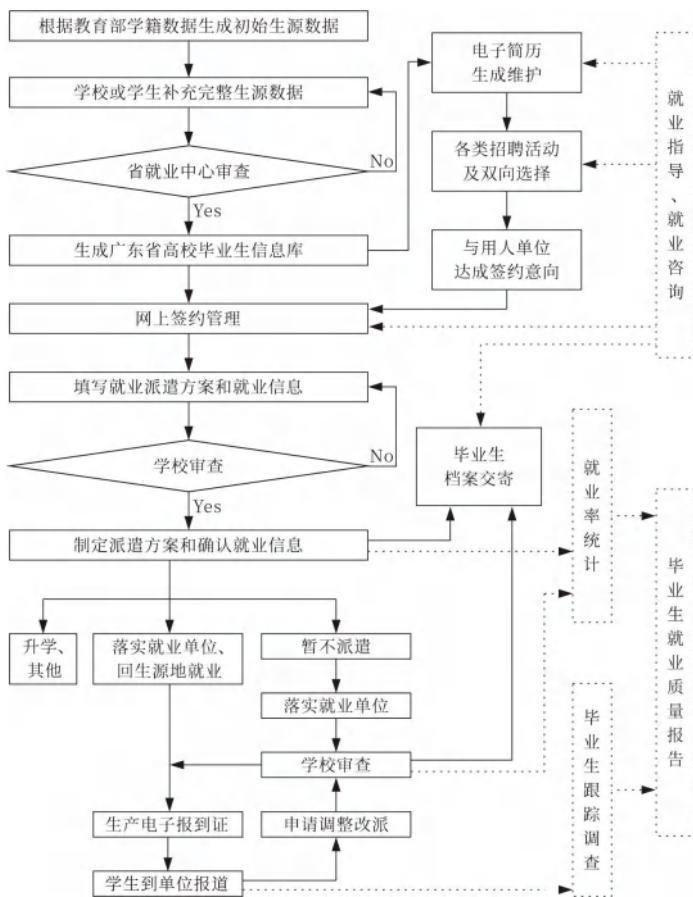 根据教育部学籍数据生成初始生源数据
学校或学生补充完整生源数据
No
省就业中心审查
Yes
生成广东省高校毕业生信息库
网上签约管理
填写就业派遣方案和就业信息
No
学校审查
Yes
制定派遣方案和确认就业信息
升学、
其他
落实就业单位、
回生源地就业
暂不派遣
落实就业单位
学校审查
生产电子报到证
申请调整改派
学生到单位报道
电子简历
生成维护
各类招聘活动
及双向选择
与用人单位
达成签约意向
毕业生
档案交寄
就业指导、就业咨询
就业率统计
毕业生跟踪调查
毕业生就业质量报告